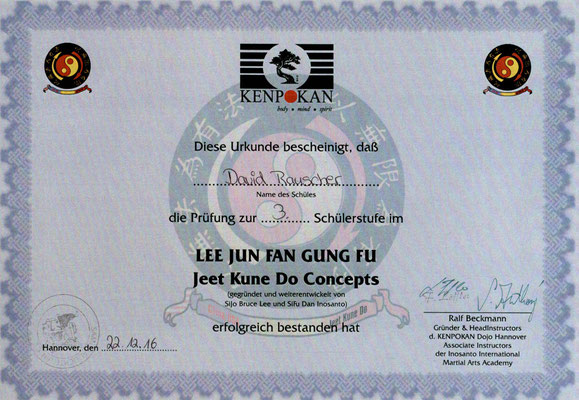 KENPOKAN
body • mind • spirit
Diese Urkunde bescheinigt, daß
David Rauscher
Name des Schüles
die Prüfung zur ...3... Schülerstufe im
LEE JUN FAN GUNG FU
Jeet Kune Do Concepts
(gegründet und weiterentwickelt von
SiJo Bruce Lee und Sifu Dan Inosanto)
erfolgreich bestanden hat
Jeet Kune Do
Hannover, den 22.12.16
Ralf Beckmann
Gründer & HeadInstructors
d. KENPOKAN Dojo Hannover
Associate Instructors
der Inosanto International
Martial Arts Academy